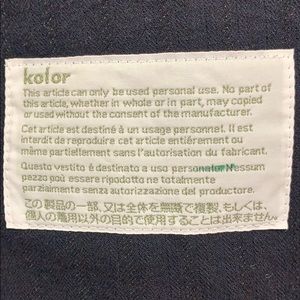 kolor
This article can only be used personal use. No part of
this article, whether in whole or in part, may copied
or used without the consent of the manufacturer.
Cet article est destiné à un usage personnel. Il est
interdit de reproduire cet article entiérement ou
même partiellement sans l'autorisation du fabricant.
Questo vestito é destinato a uso personale. Nessum
pezzo poú essere ripodotto ne totalmente
parzialmente senza autorizzazione del productore.
この製品の一部、又は全体を無断で複製、もしくは、
個人の着用以外の目的で使用することは出来ません。